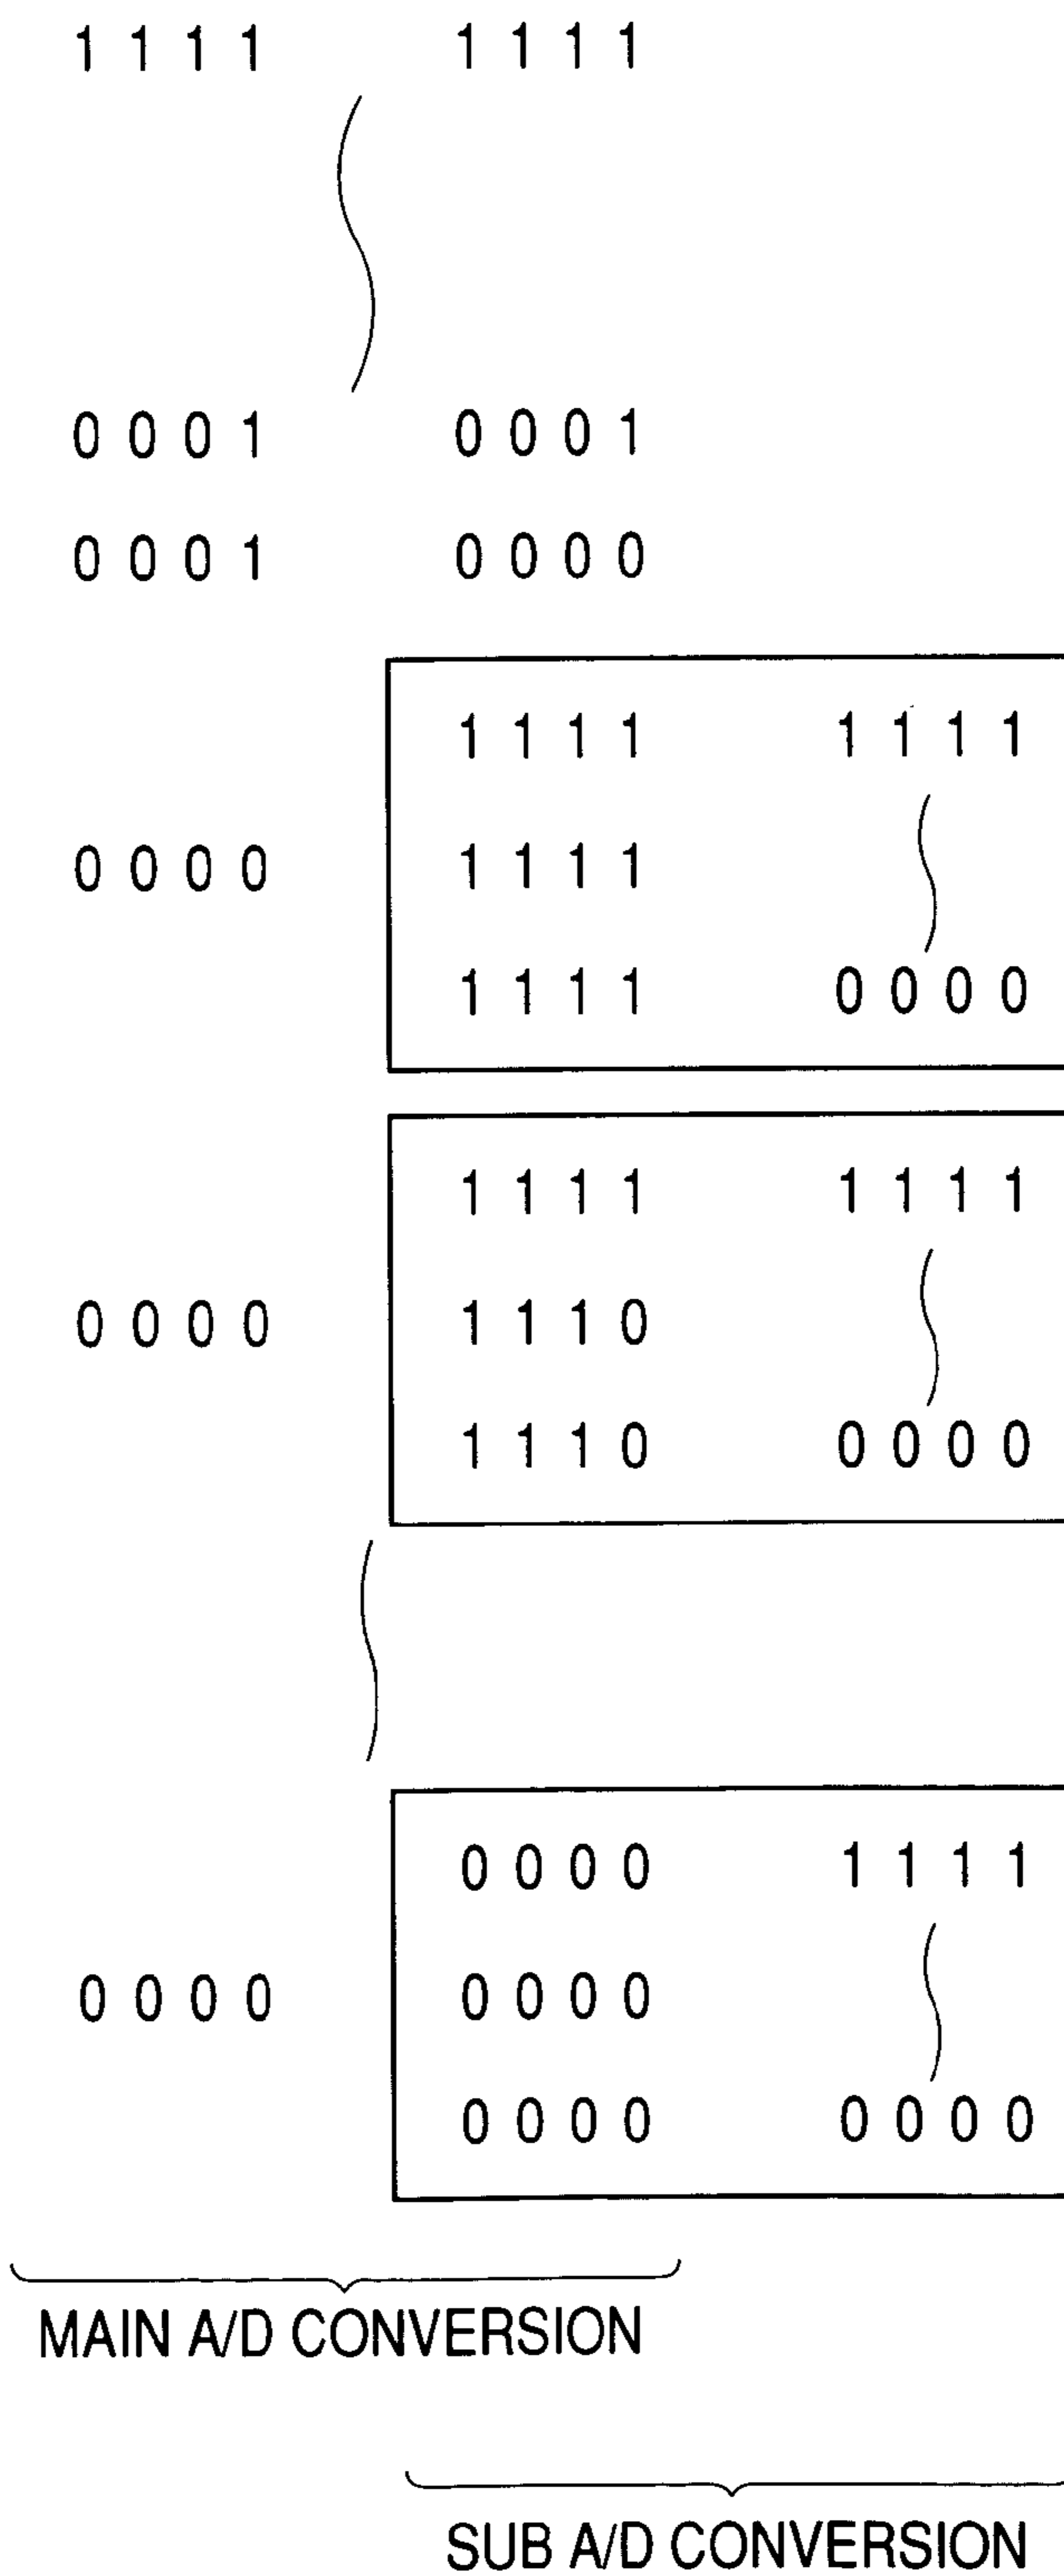 1 1 1 1 1 1 1 1
0 0 0 1 0 0 0 1
0 0 0 1 0 0 0 0
1 1 1 1 1 1 1 1
0 0 0 0 1 1 1 1
1 1 1 1 0 0 0 0
1 1 1 1 1 1 1 1
0 0 0 0 1 1 1 0
1 1 1 0 0 0 0 0
0 0 0 0 1 1 1 1
0 0 0 0 0 0 0 0
0 0 0 0 0 0 0 0
MAIN A/D CONVERSION
SUB A/D CONVERSION